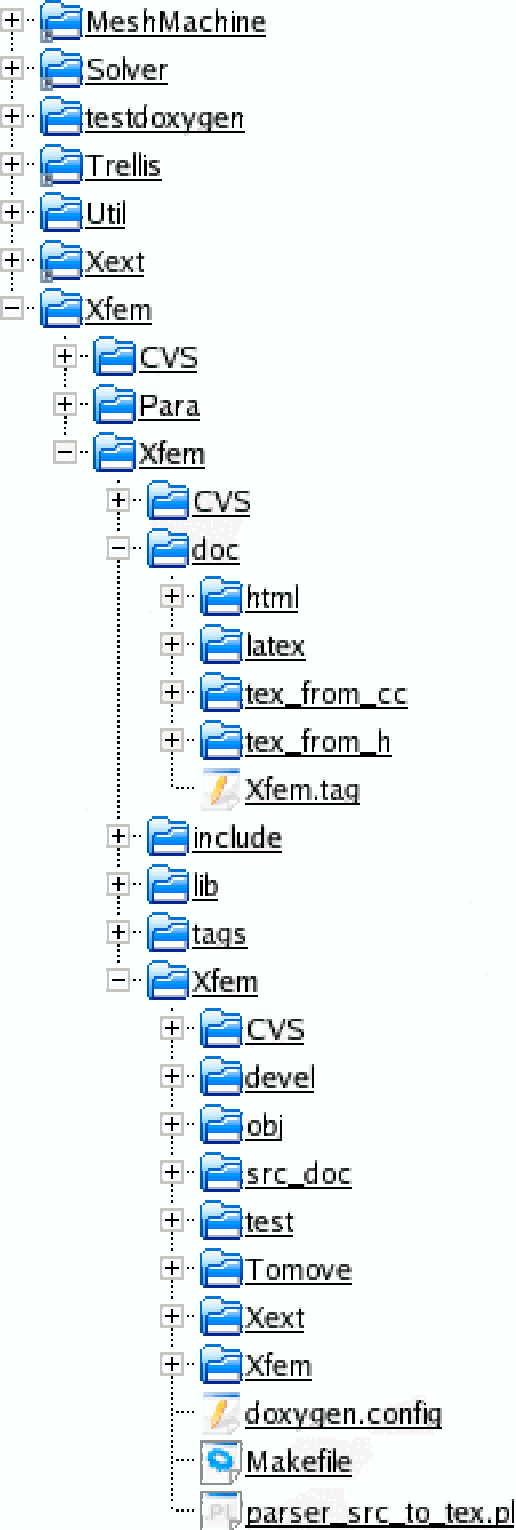 MeshMachine
Solver
testdoxygen
Trellis
Util
Xext
Xfem
CVS
Para
Xfem
CVS
doc
html
latex
tex_from_cc
tex_from_h
Xfem.tag
include
lib
tags
Xfem
CVS
devel
obj
src_doc
test
Tomove
Xext
Xfem
doxygen.config
Makefile
parser_src_to_tex.pl